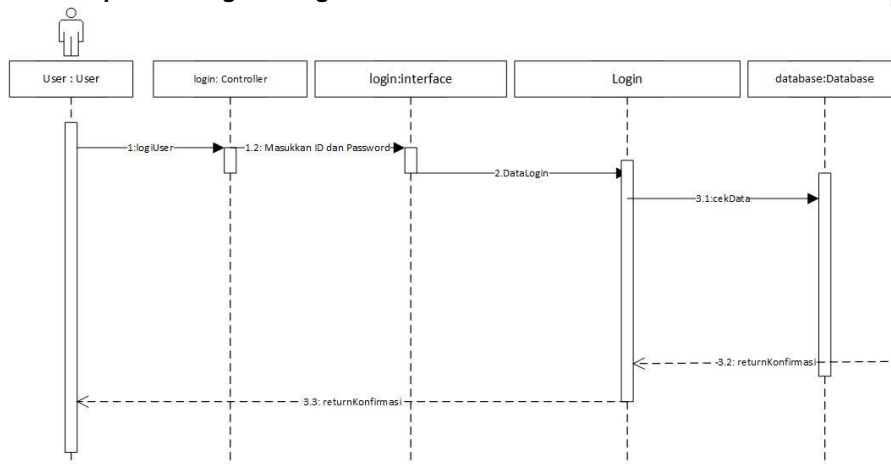 User : User
login: Controller
login:interface
Login
database:Database
1:logiUser
1.2: Masukkan ID dan Password
2.DataLogin
3.1:cekData
3.2: returnKonfirmasi
3.3: returnKonfirmasi